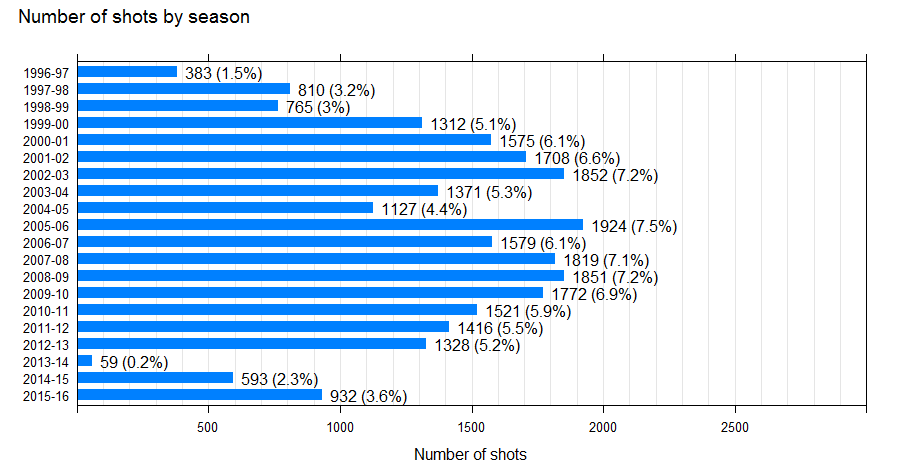 Number of shots by season
1996-97 383 (1.5%)
1997-98 810 (3.2%)
1998-99 765 (3%)
1999-00 1312 (5.1%)
2000-01 1575 (6.1%)
2001-02 1708 (6.6%)
2002-03 1852 (7.2%)
2003-04 1371 (5.3%)
2004-05 1127 (4.4%)
2005-06 1924 (7.5%)
2006-07 1579 (6.1%)
2007-08 1819 (7.1%)
2008-09 1851 (7.2%)
2009-10 1772 (6.9%)
2010-11 1521 (5.9%)
2011-12 1416 (5.5%)
2012-13 1328 (5.2%)
2013-14 59 (0.2%)
2014-15 593 (2.3%)
2015-16 932 (3.6%)
500 1000 1500 2000 2500
Number of shots